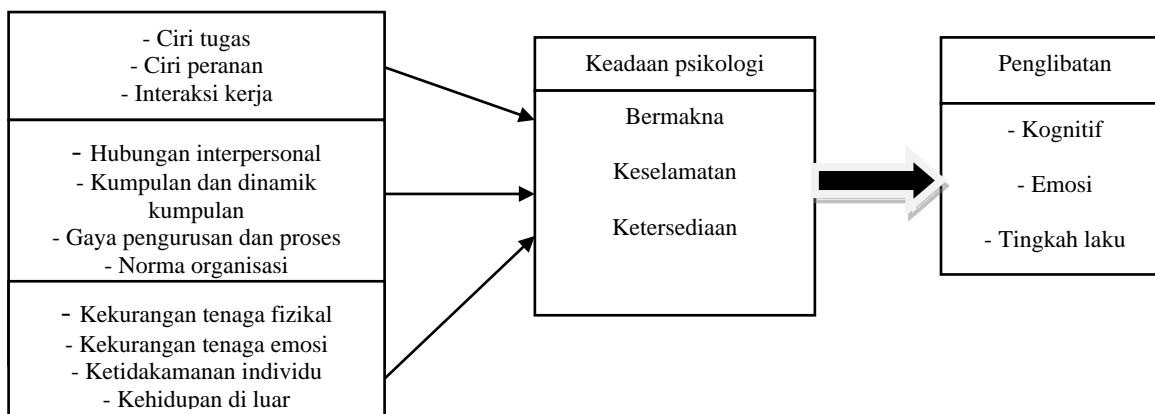 - Ciri tugas
- Ciri peranan
- Interaksi kerja
- Hubungan interpersonal
- Kumpulan dan dinamik
kumpulan
- Gaya pengurusan dan proses
- Norma organisasi
- Kekurangan tenaga fizikal
- Kekurangan tenaga emosi
- Ketidakamanan individu
- Kehidupan di luar
Keadaan psikologi
Bermakna
Keselamatan
Ketersediaan
Penglibatan
- Kognitif
- Emosi
- Tingkah laku